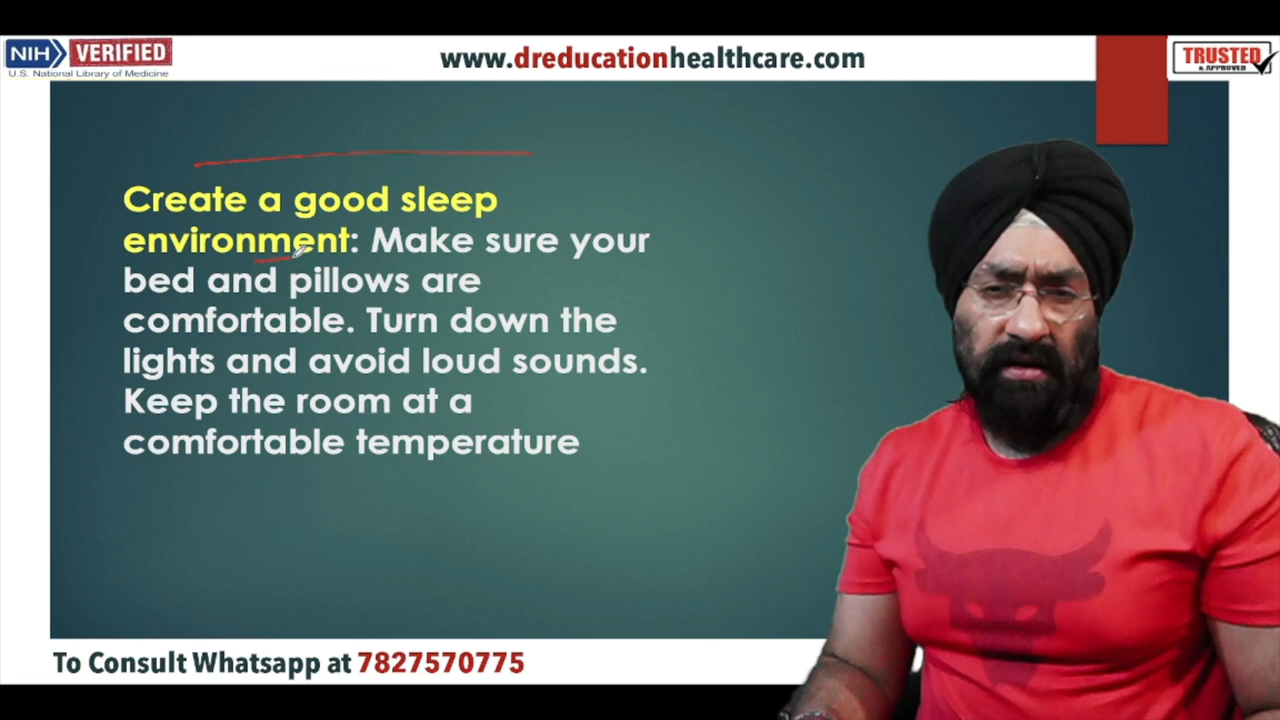 NIH VERIFIED
U.S. National Library of Medicine
www.dreducationhealthcare.com
TRUSTED
& APPROVED
Create a good sleep
environment: Make sure your
bed and pillows are
comfortable. Turn down the
lights and avoid loud sounds.
Keep the room at a
comfortable temperature
To Consult Whatsapp at 7827570775